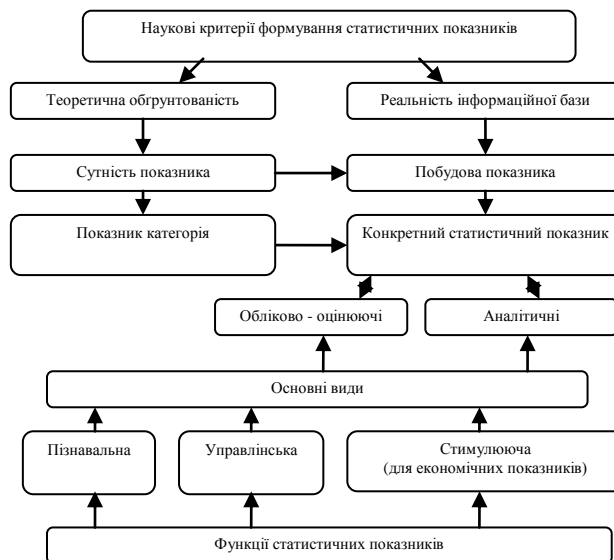 Наукові критерії формування статистичних показників
Теоретична обґрунтованість
Реальність інформаційної бази
Сутність показника
Побудова показника
Показник категорія
Конкретний статистичний показник
Обліково - оцінюючі
Аналітичні
Основні види
Пізнавальна
Управлінська
Стимулююча
(для економічних показників)
Функції статистичних показників